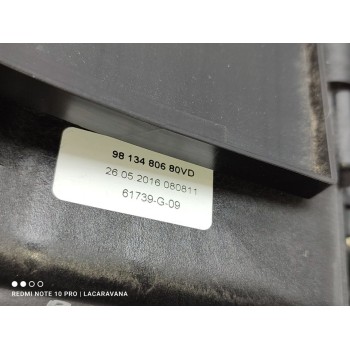 98 134 806 80VD
26.05.2016 080811
61739-G-09
REDMI NOTE 10 PRO | LACARAVANA